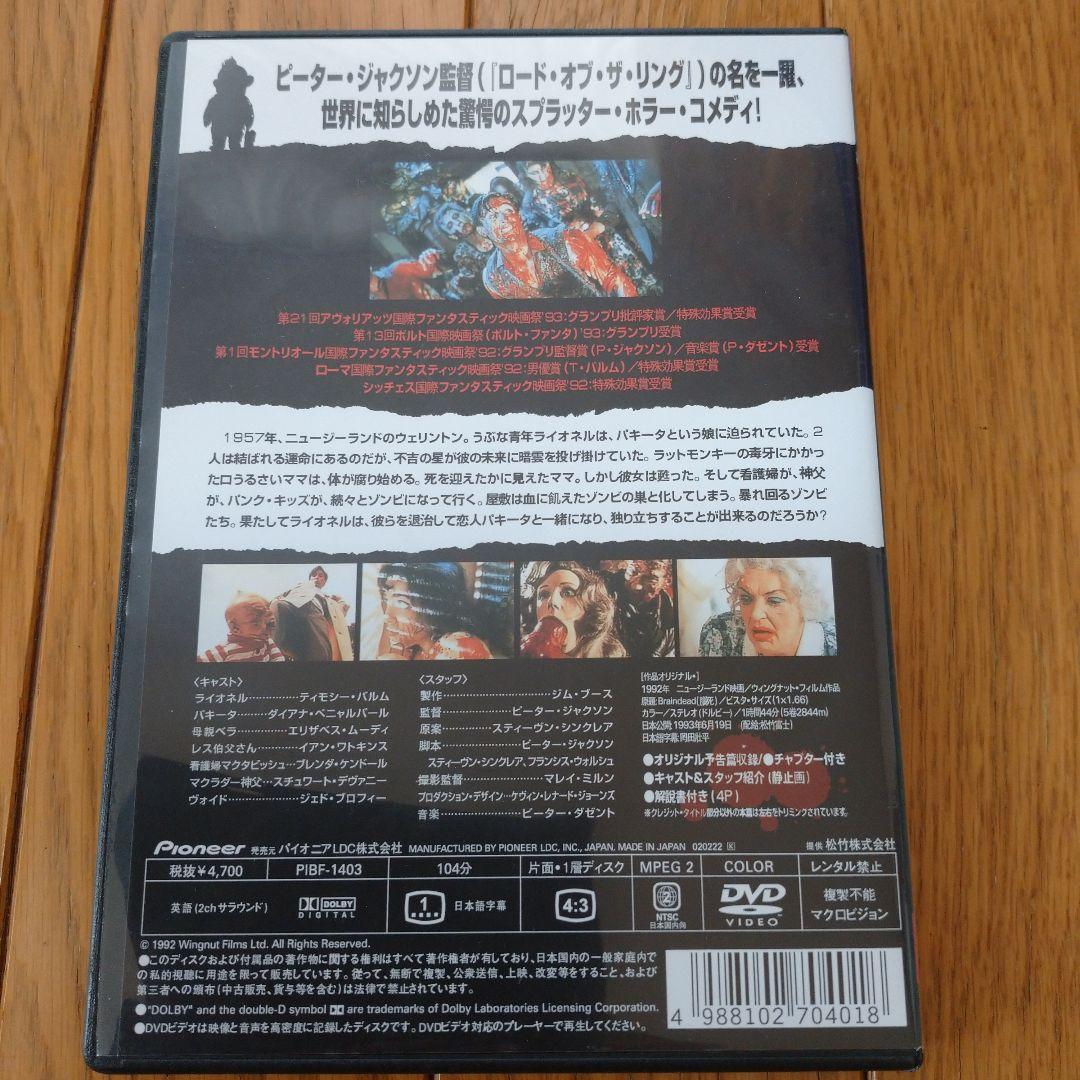 ピーター・ジャクソン監督(『ロード・オブ・ザ・リング』)の名を一躍、
世界に知らしめた驚愕のスプラッター・ホラー・コメディ!
第21回アヴォリアッツ国際ファンタスティック映画祭'93:グランプリ批評家賞/特殊効果賞受賞
第13回ポルト国際映画祭(ポルト・ファンタ)'93:グランプリ受賞
第1回モントリオール国際ファンタスティック映画祭'92:グランプリ監督賞(P・ジャクソン)/音楽賞(P・ダゼント)受賞
ローマ国際ファンタスティック映画祭'92:男優賞(T・バルム)/特殊効果賞受賞
シッチェス国際ファンタスティック映画祭'92:特殊効果賞受賞
1957年、ニュージーランドのウェリントン。うぶな青年ライオネルは、パキータという娘に迫られていた。2
人は結ばれる運命にあるのだが、不吉の星が彼の未来に暗雲を投げ掛けていた。ラットモンキーの毒牙にかかっ
た口うるさいママは、体が腐り始める。死を迎えたかに見えたママ。しかし彼女は甦った。そして看護婦が、神父
が、パンク・キッズが、続々とゾンビになって行く。屋敷は血に飢えたゾンビの巣と化してしまう。暴れ回るゾンビ
たち。果たしてライオネルは、彼らを退治して恋人パキータと一緒になり、独り立ちすることが出来るのだろうか?
〈キャスト〉
ライオネル…………ティモシー・バルム
パキータ………ダイアナ・ペニャルバール
母親ベラ…………エリザベス・ムーディ
レス伯父さん………イアン・ワトキンス
看護婦マクタビッシュ…ブレンダ・ケンドール
マクラダー神父…スチュワート・デヴァニー
ヴォイド………………ジェド・ブロフィー
〈スタッフ〉
製作………………………ジム・ブース
監督………………ピーター・ジャクソン
原案……………スティーヴン・シンクレア
脚本………………ピーター・ジャクソン
スティーヴン・シンクレア、フランシス・ウォルシュ
撮影監督………………マレイ・ミルン
プロダクション・デザイン…ケヴィン・レナード・ジョーンズ
音楽…………………ピーター・ダゼント
[作品オリジナル*]
1992年 ニュージーランド映画/ウィングナット・フィルム作品
原題:Braindead(脳死)/ビスタ・サイズ(1×1.66)
カラー/ステレオ(ドルビー)/1時間44分(5巻2844m)
日本公開:1993年6月19日 (配給:松竹富士)
日本語字幕:岡田壮平
●オリジナル予告篇収録/●チャプター付き
●キャスト&スタッフ紹介(静止画)
●解説書付き(4P)
※クレジット・タイトル部分以外の本篇は左右をトリミングされています。
Pioneer 発売元 パイオニアLDC株式会社 MANUFACTURED BY PIONEER LDC, INC., JAPAN. MADE IN JAPAN 020222 K 提供 松竹株式会社
税抜¥4,700 PIBF-1403 104分 片面・1層ディスク MPEG 2 COLOR レンタル禁止
英語(2chサラウンド) DOLBY DIGITAL 1 日本語字幕 4:3 2 NTSC 日本国内向 DVD VIDEO 複製不能 マクロビジョン
© 1992 Wingnut Films Ltd. All Rights Reserved.
●このディスクおよび付属品の著作物に関する権利はすべて著作権者が有しており、日本国内の一般家庭内で
の私的視聴に用途を限って販売しています。従って、無断で複製、公衆送信、上映、改変等をすること、および
第三者への頒布(中古販売、貸与等を含む)は法律で禁止されています。
●"DOLBY" and the double-D symbol are trademarks of Dolby Laboratories Licensing Corporation.
●DVDビデオは映像と音声を高密度に記録したディスクです。DVDビデオ対応のプレーヤーで再生してください。
4 988102 704018